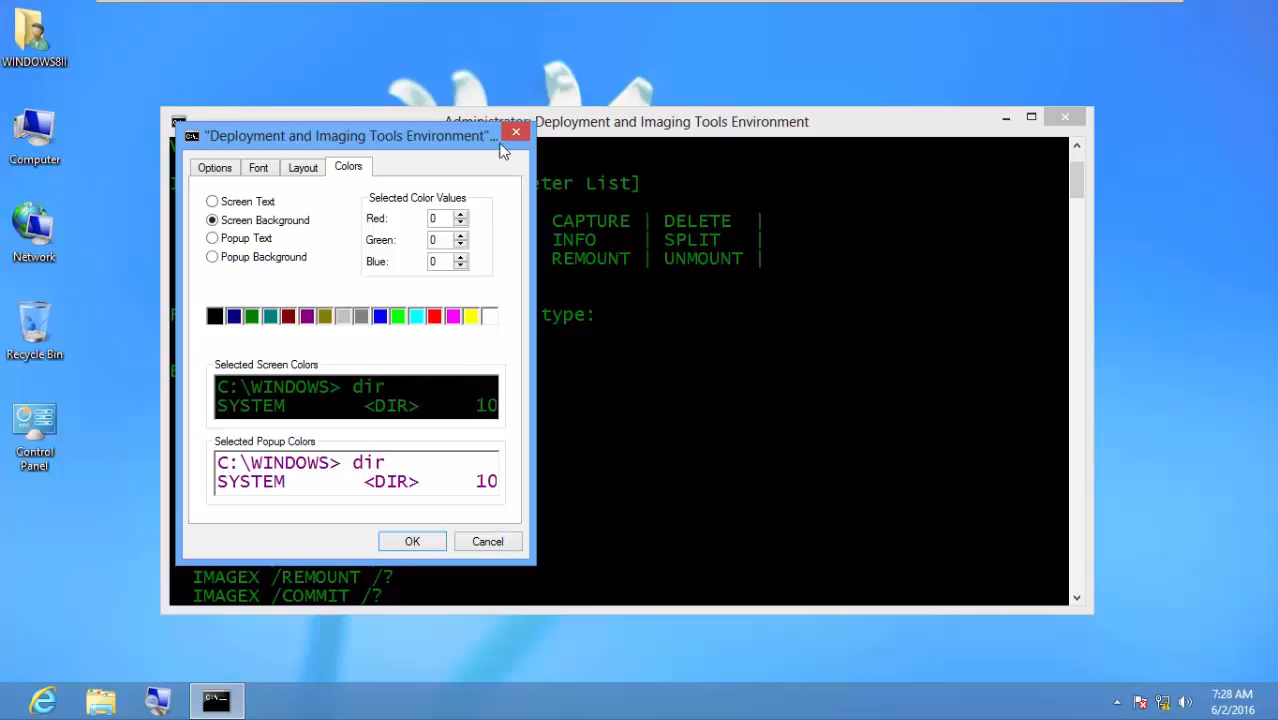 WINDOWS8II
Computer
Network
Recycle Bin
Control
Panel
Administrator: Deployment and Imaging Tools Environment
"Deployment and Imaging Tools Environment"...
Options
Font
Layout
Colors
Screen Text
Screen Background
Popup Text
Popup Background
Selected Color Values
Red: 0
Green: 0
Blue: 0
Selected Screen Colors
C:\WINDOWS> dir
SYSTEM <DIR> 10
Selected Popup Colors
C:\WINDOWS> dir
SYSTEM <DIR> 10
OK
Cancel
eter List]
CAPTURE | DELETE |
INFO | SPLIT |
REMOUNT | UNMOUNT |
type:
IMAGEX /REMOUNT /?
IMAGEX /COMMIT /?
7:28 AM
6/2/2016